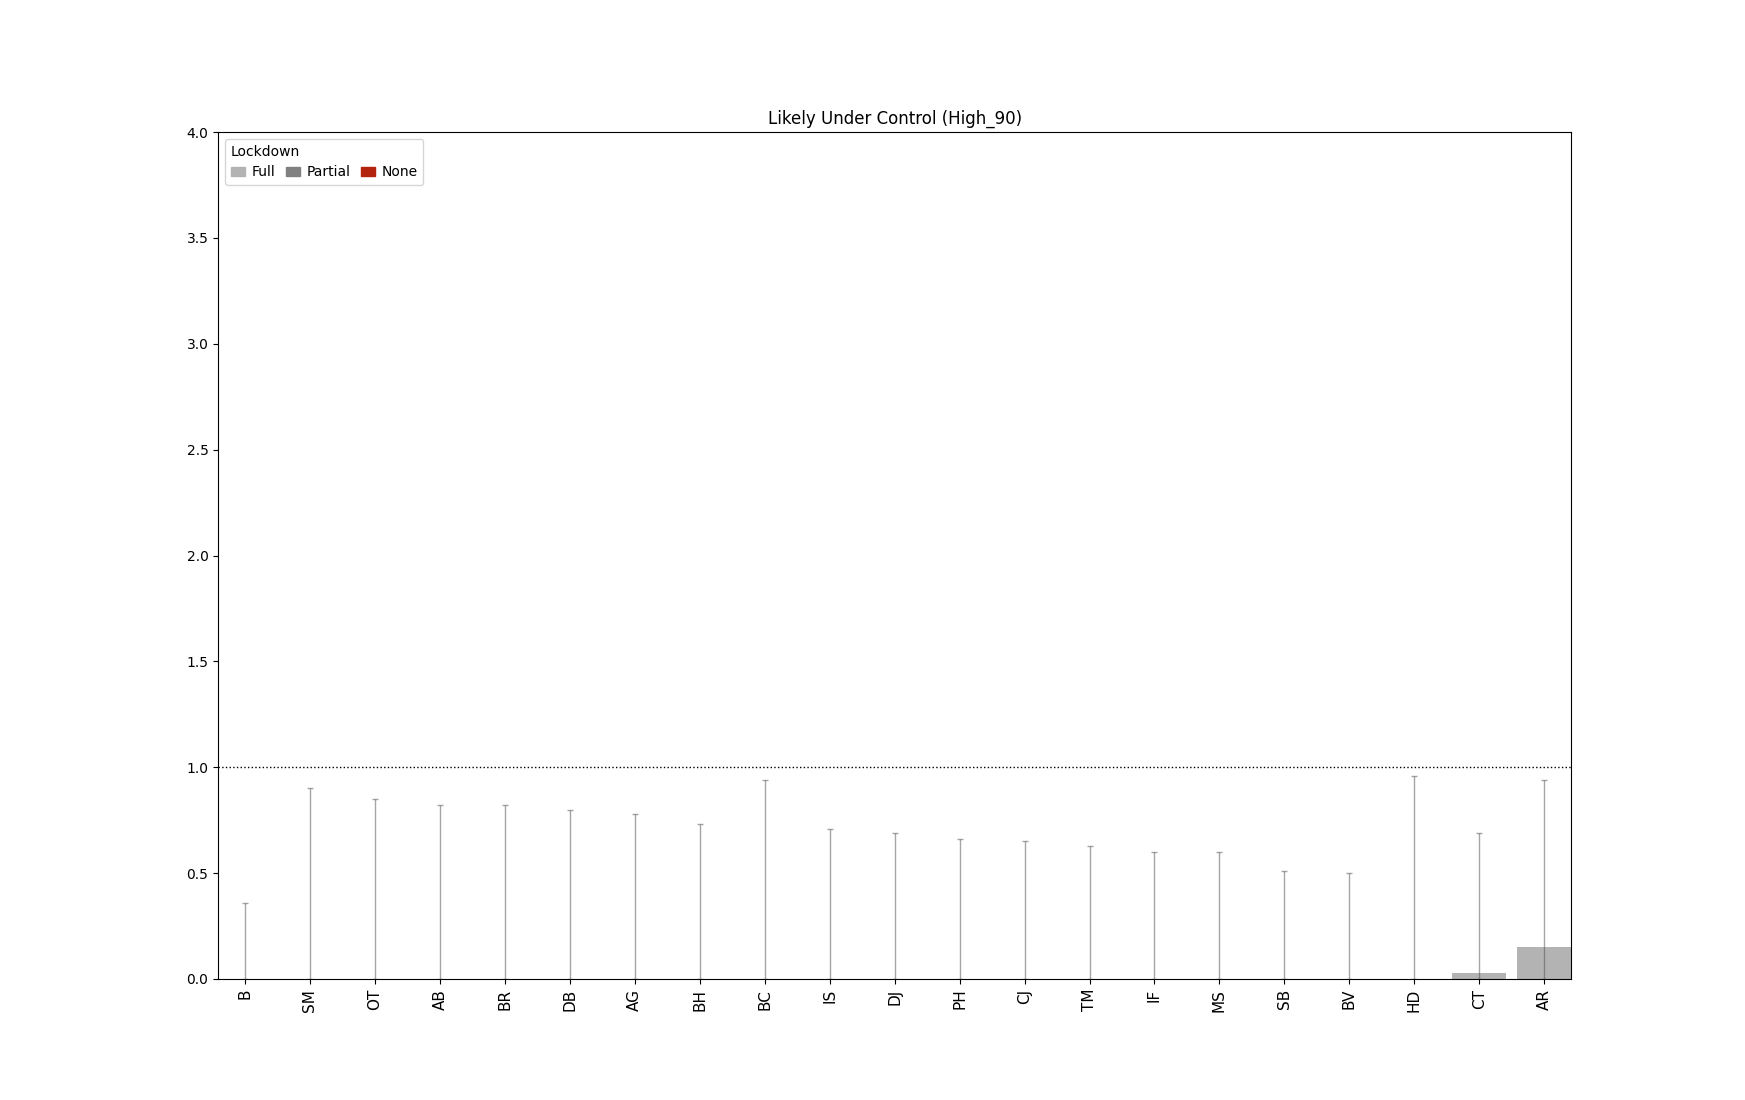 Likely Under Control (High_90)
Lockdown
Full Partial None
4.0
3.5
3.0
2.5
2.0
1.5
1.0
0.5
0.0
B SM OT AB BR DB AG BH BC IS DJ PH CJ TM IF MS SB BV HD CT AR